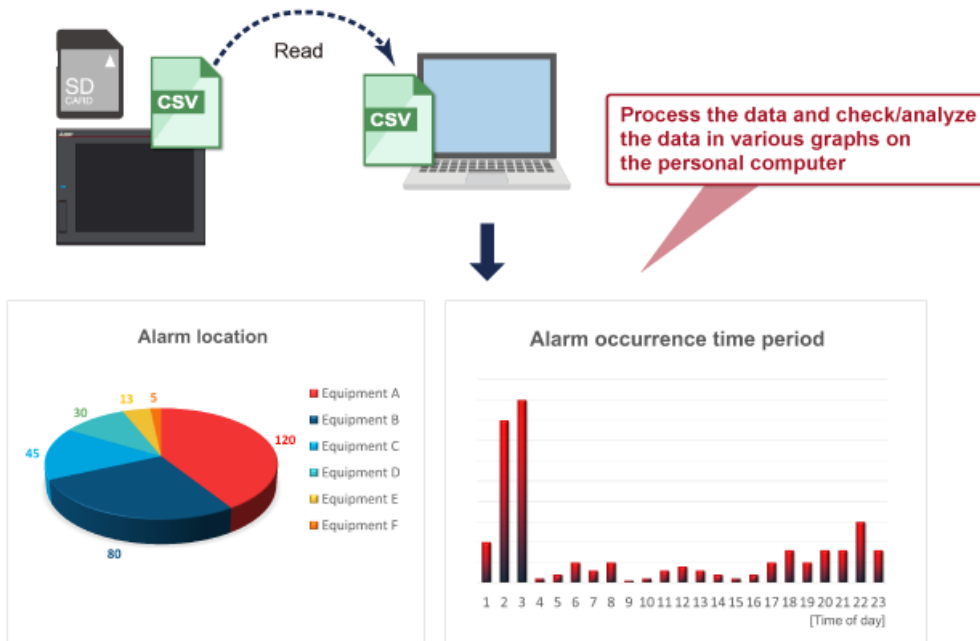 Read
SD
CARD
CSV
CSV
Process the data and check/analyze
the data in various graphs on
the personal computer
Alarm location
13
5
30
45
120
80
Equipment A
Equipment B
Equipment C
Equipment D
Equipment E
Equipment F
Alarm occurrence time period
1 2 3 4 5 6 7 8 9 10 11 12 13 14 15 16 17 18 19 20 21 22 23
[Time of day]